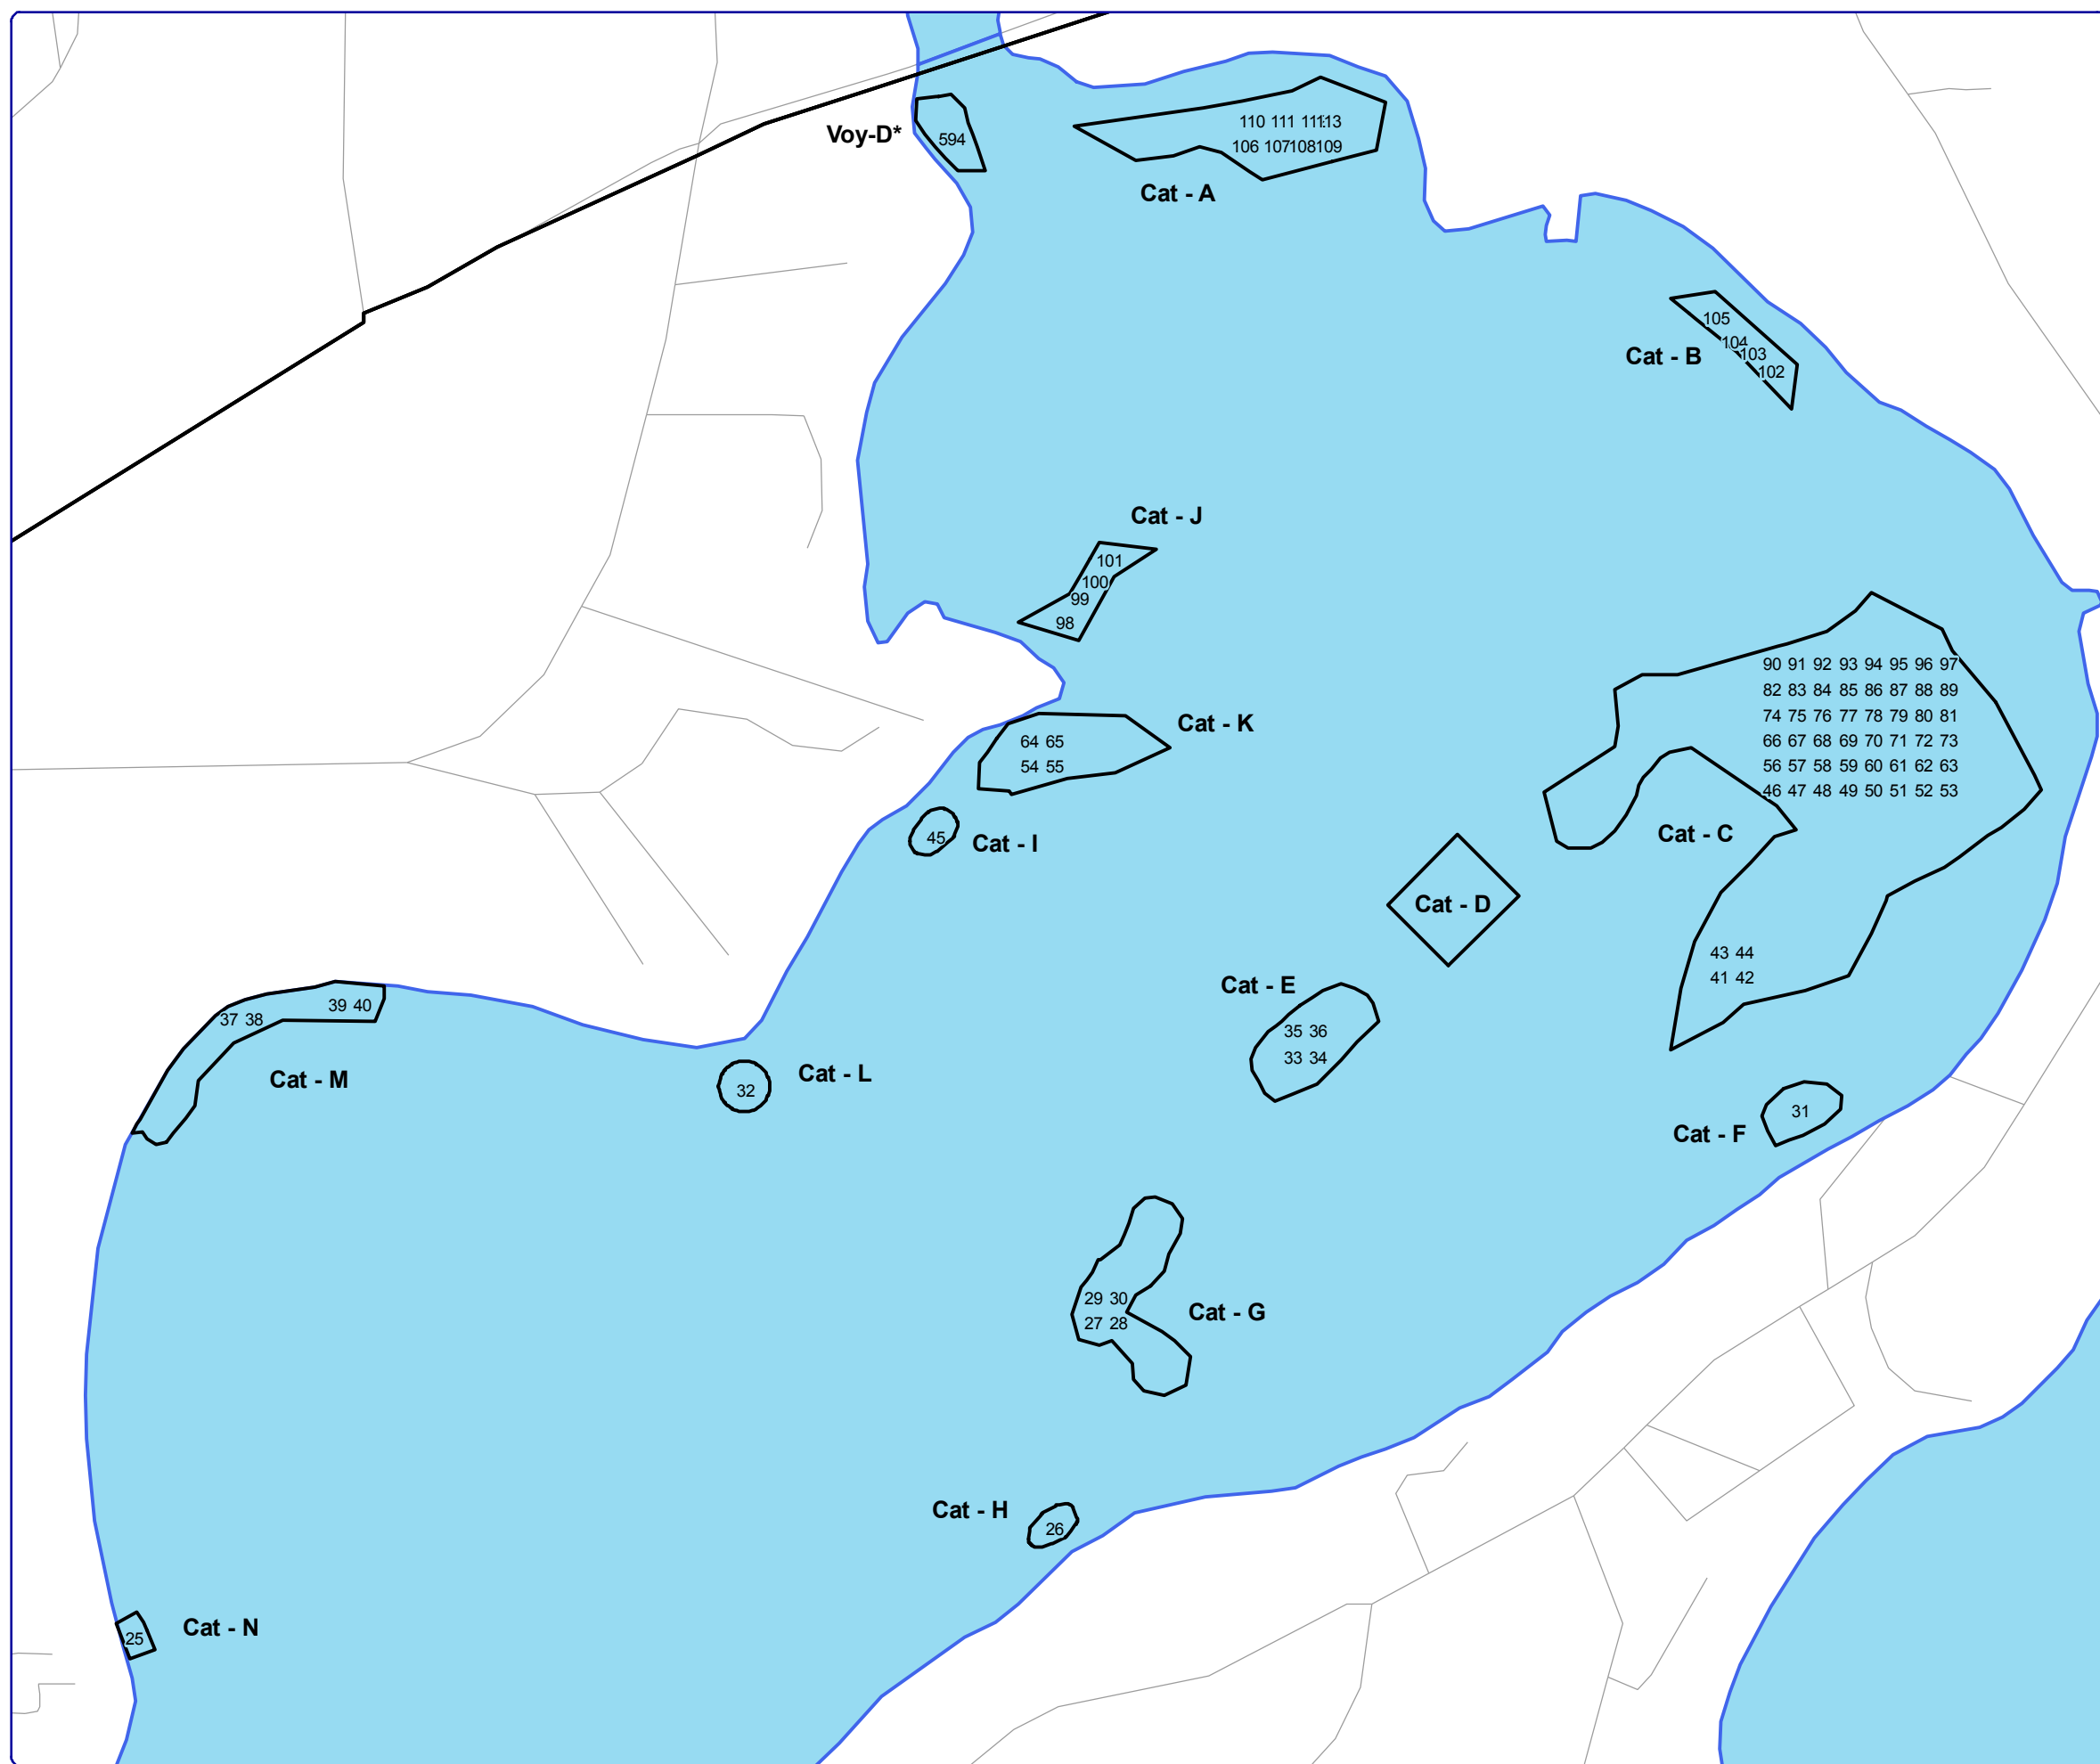 Voy-D*
594
110 111 112 113
106 107 108 109
Cat - A
105
104
103
102
Cat - B
Cat - J
101
100
99
98
90 91 92 93 94 95 96 97
82 83 84 85 86 87 88 89
74 75 76 77 78 79 80 81
66 67 68 69 70 71 72 73
56 57 58 59 60 61 62 63
46 47 48 49 50 51 52 53
Cat - C
43 44
41 42
Cat - K
64 65
54 55
45
Cat - I
Cat - D
Cat - E
35 36
33 34
39 40
37 38
Cat - M
32
Cat - L
31
Cat - F
29 30
27 28
Cat - G
Cat - H
26
Cat - N
25